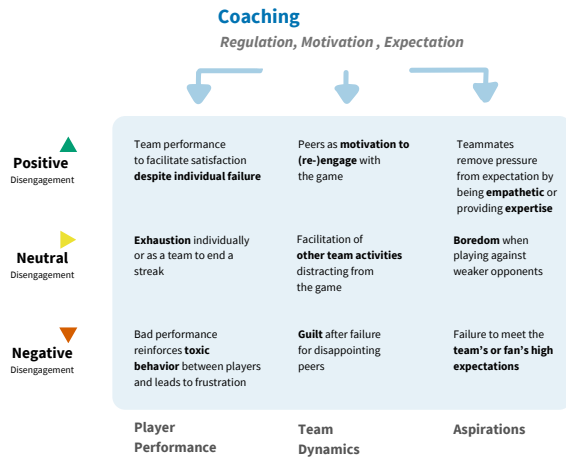 Coaching
Regulation, Motivation , Expectation
Positive
Disengagement
Team performance
to facilitate satisfaction
despite individual failure
Peers as motivation to
(re-)engage with
the game
Teammates
remove pressure
from expectation by
being empathetic or
providing expertise
Neutral
Disengagement
Exhaustion individually
or as a team to end a
streak
Facilitation of
other team activities
distracting from
the game
Boredom when
playing against
weaker opponents
Negative
Disengagement
Bad performance
reinforces toxic
behavior between players
and leads to frustration
Guilt after failure
for disappointing
peers
Failure to meet the
team's or fan's high
expectations
Player
Performance
Team
Dynamics
Aspirations